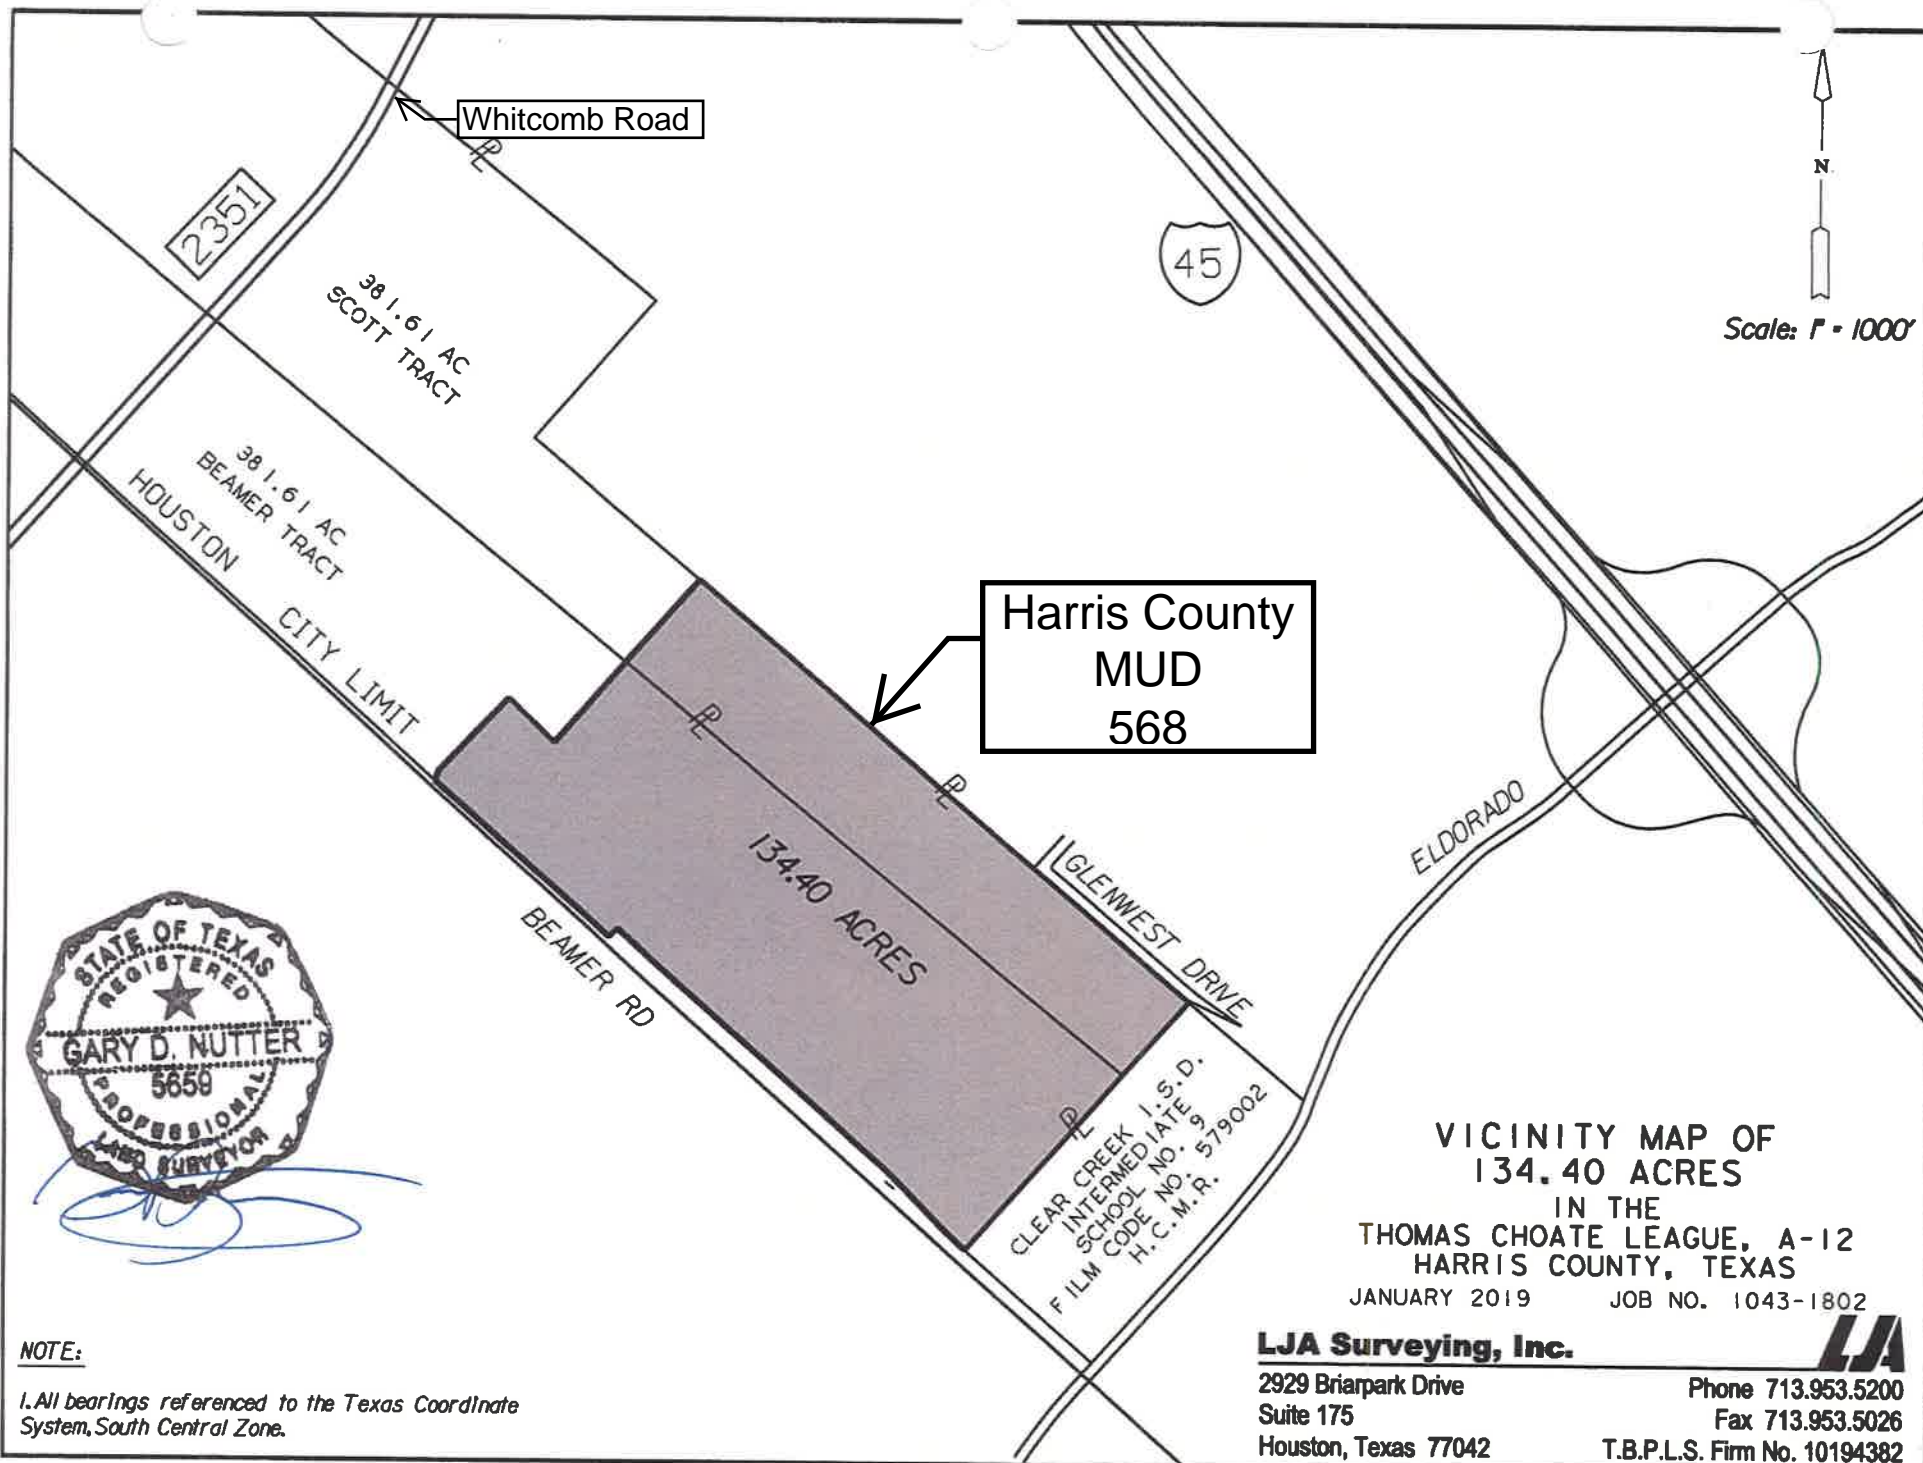 Whitcomb Road
PL
2351
45
N
Scale: 1" = 1000'
381.61 AC
SCOTT TRACT
381.61 AC
BEAMER TRACT
HOUSTON CITY LIMIT
Harris County
MUD
568
PL
PL
134.40 ACRES
GLENWEST DRIVE
ELDORADO
BEAMER RD
STATE OF TEXAS
REGISTERED
GARY D. NUTTER
5659
PROFESSIONAL
LAND SURVEYOR
PL
CLEAR CREEK I.S.D.
INTERMEDIATE
SCHOOL NO. 9
FILM CODE NO. 579002
H.C.M.R.
VICINITY MAP OF
134.40 ACRES
IN THE
THOMAS CHOATE LEAGUE, A-12
HARRIS COUNTY, TEXAS
JANUARY 2019 JOB NO. 1043-1802
LJA Surveying, Inc. LJA
2929 Briarpark Drive Phone 713.953.5200
Suite 175 Fax 713.953.5026
Houston, Texas 77042 T.B.P.L.S. Firm No. 10194382
NOTE:
1. All bearings referenced to the Texas Coordinate
System, South Central Zone.